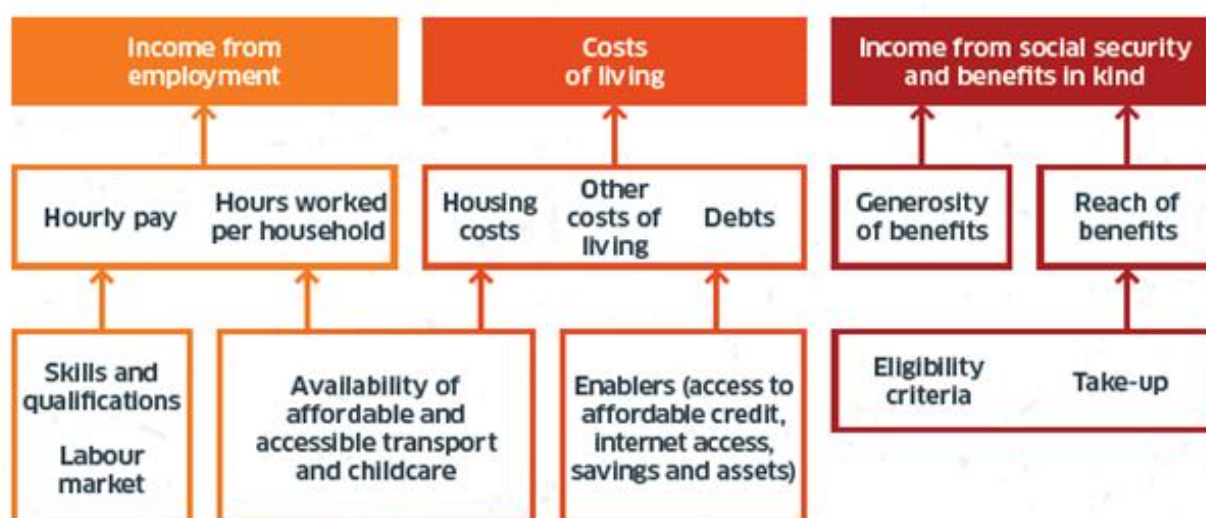 Income from
employment
Costs
of living
Income from social security
and benefits in kind
Hourly pay
Hours worked
per household
Housing
costs
Other
costs of
living
Debts
Generosity
of benefits
Reach of
benefits
Skills and
qualifications
Labour
market
Availability of
affordable and
accessible transport
and childcare
Enablers (access to
affordable credit,
internet access,
savings and assets)
Eligibility
criteria
Take-up